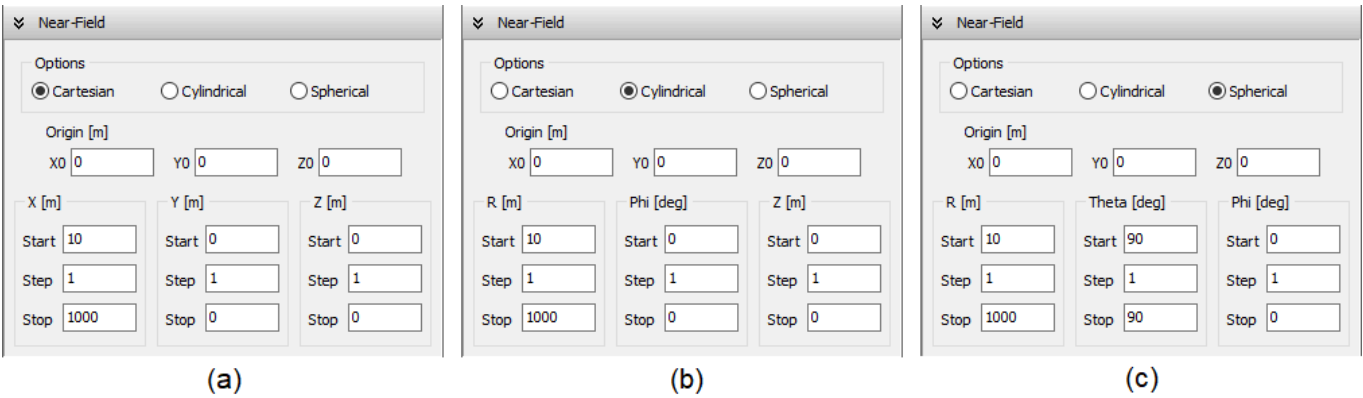 Near-Field
Options
Cartesian Cylindrical Spherical
Origin [m]
X0 0 Y0 0 Z0 0
X [m] Y [m] Z [m]
Start 10 Start 0 Start 0
Step 1 Step 1 Step 1
Stop 1000 Stop 0 Stop 0
(a)
Near-Field
Options
Cartesian Cylindrical Spherical
Origin [m]
X0 0 Y0 0 Z0 0
R [m] Phi [deg] Z [m]
Start 10 Start 0 Start 0
Step 1 Step 1 Step 1
Stop 1000 Stop 0 Stop 0
(b)
Near-Field
Options
Cartesian Cylindrical Spherical
Origin [m]
X0 0 Y0 0 Z0 0
R [m] Theta [deg] Phi [deg]
Start 10 Start 90 Start 0
Step 1 Step 1 Step 1
Stop 1000 Stop 90 Stop 0
(c)